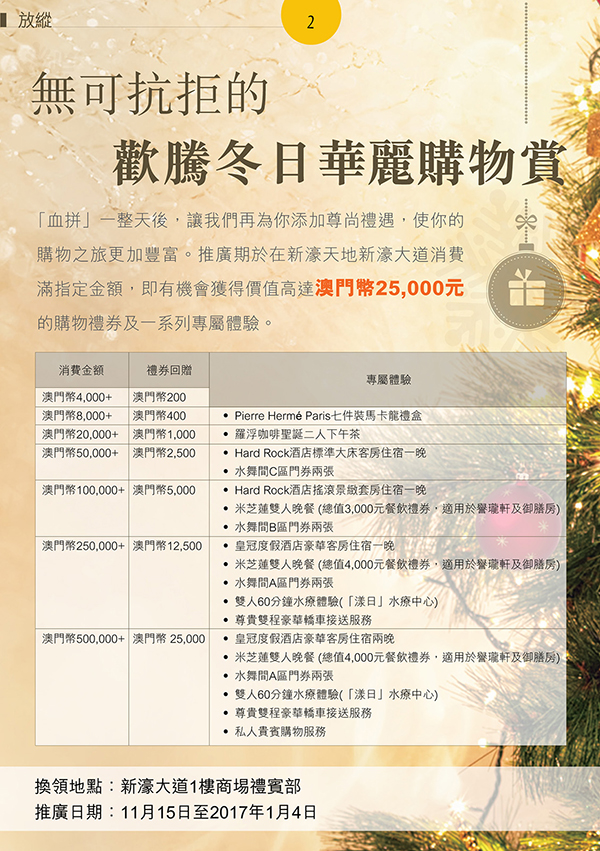 放縱
2
無可抗拒的
歡騰冬日華麗購物賞
「血拼」一整天後，讓我們再為你添加尊尚禮遇，使你的
購物之旅更加豐富。推廣期於在新濠天地新濠大道消費
滿指定金額，即有機會獲得價值高達澳門幣25,000元
的購物禮券及一系列專屬體驗。
消費金額 禮券回贈 專屬體驗
澳門幣4,000+ 澳門幣200
澳門幣8,000+ 澳門幣400 • Pierre Hermé Paris七件裝馬卡龍禮盒
澳門幣20,000+ 澳門幣1,000 • 羅浮咖啡聖誕二人下午茶
澳門幣50,000+ 澳門幣2,500 • Hard Rock酒店標準大床客房住宿一晚
• 水舞間C區門券兩張
澳門幣100,000+ 澳門幣5,000 • Hard Rock酒店搖滾景緻套房住宿一晚
• 米芝蓮雙人晚餐 (總值3,000元餐飲禮券，適用於譽瓏軒及御膳房)
• 水舞間B區門券兩張
澳門幣250,000+ 澳門幣12,500 • 皇冠度假酒店豪華客房住宿一晚
• 米芝蓮雙人晚餐 (總值4,000元餐飲禮券，適用於譽瓏軒及御膳房)
• 水舞間A區門券兩張
• 雙人60分鐘水療體驗(「漾日」水療中心)
• 尊貴雙程豪華轎車接送服務
澳門幣500,000+ 澳門幣 25,000 • 皇冠度假酒店豪華客房住宿兩晚
• 米芝蓮雙人晚餐 (總值4,000元餐飲禮券，適用於譽瓏軒及御膳房)
• 水舞間A區門券兩張
• 雙人60分鐘水療體驗(「漾日」水療中心)
• 尊貴雙程豪華轎車接送服務
• 私人貴賓購物服務
換領地點：新濠大道1樓商埸禮賓部
推廣日期：11月15日至2017年1月4日